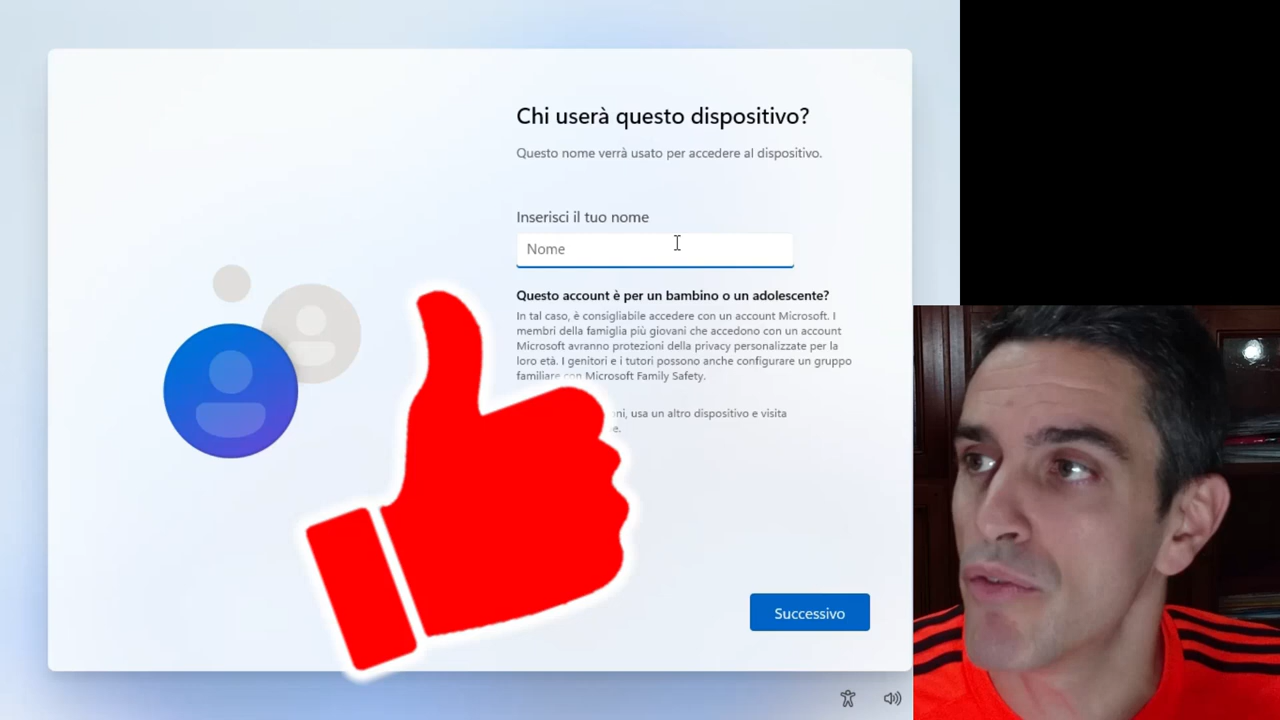 Chi userà questo dispositivo?
Questo nome verrà usato per accedere al dispositivo.
Inserisci il tuo nome
Nome
Questo account è per un bambino o un adolescente?
In tal caso, è consigliabile accedere con un account Microsoft. I
membri della famiglia più giovani che accedono con un account
Microsoft avranno protezioni della privacy personalizzate per la
loro età. I genitori e i tutori possono anche configurare un gruppo
familiare con Microsoft Family Safety.
usa un altro dispositivo e visita
Successivo